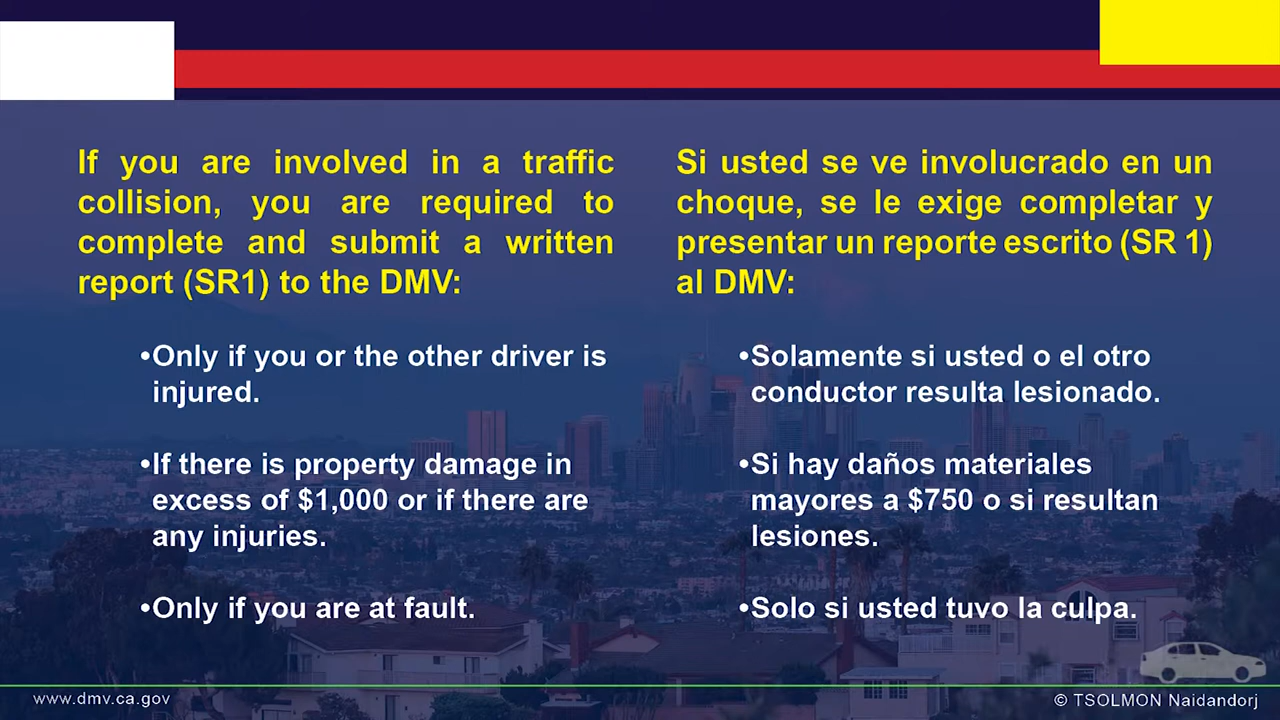 If you are involved in a traffic
collision, you are required to
complete and submit a written
report (SR1) to the DMV:
•Only if you or the other driver is
injured.
•If there is property damage in
excess of $1,000 or if there are
any injuries.
•Only if you are at fault.
Si usted se ve involucrado en un
choque, se le exige completar y
presentar un reporte escrito (SR 1)
al DMV:
•Solamente si usted o el otro
conductor resulta lesionado.
•Si hay daños materiales
mayores a $750 o si resultan
lesiones.
•Solo si usted tuvo la culpa.
www.dmv.ca.gov
© TSOLMON Naidandorj